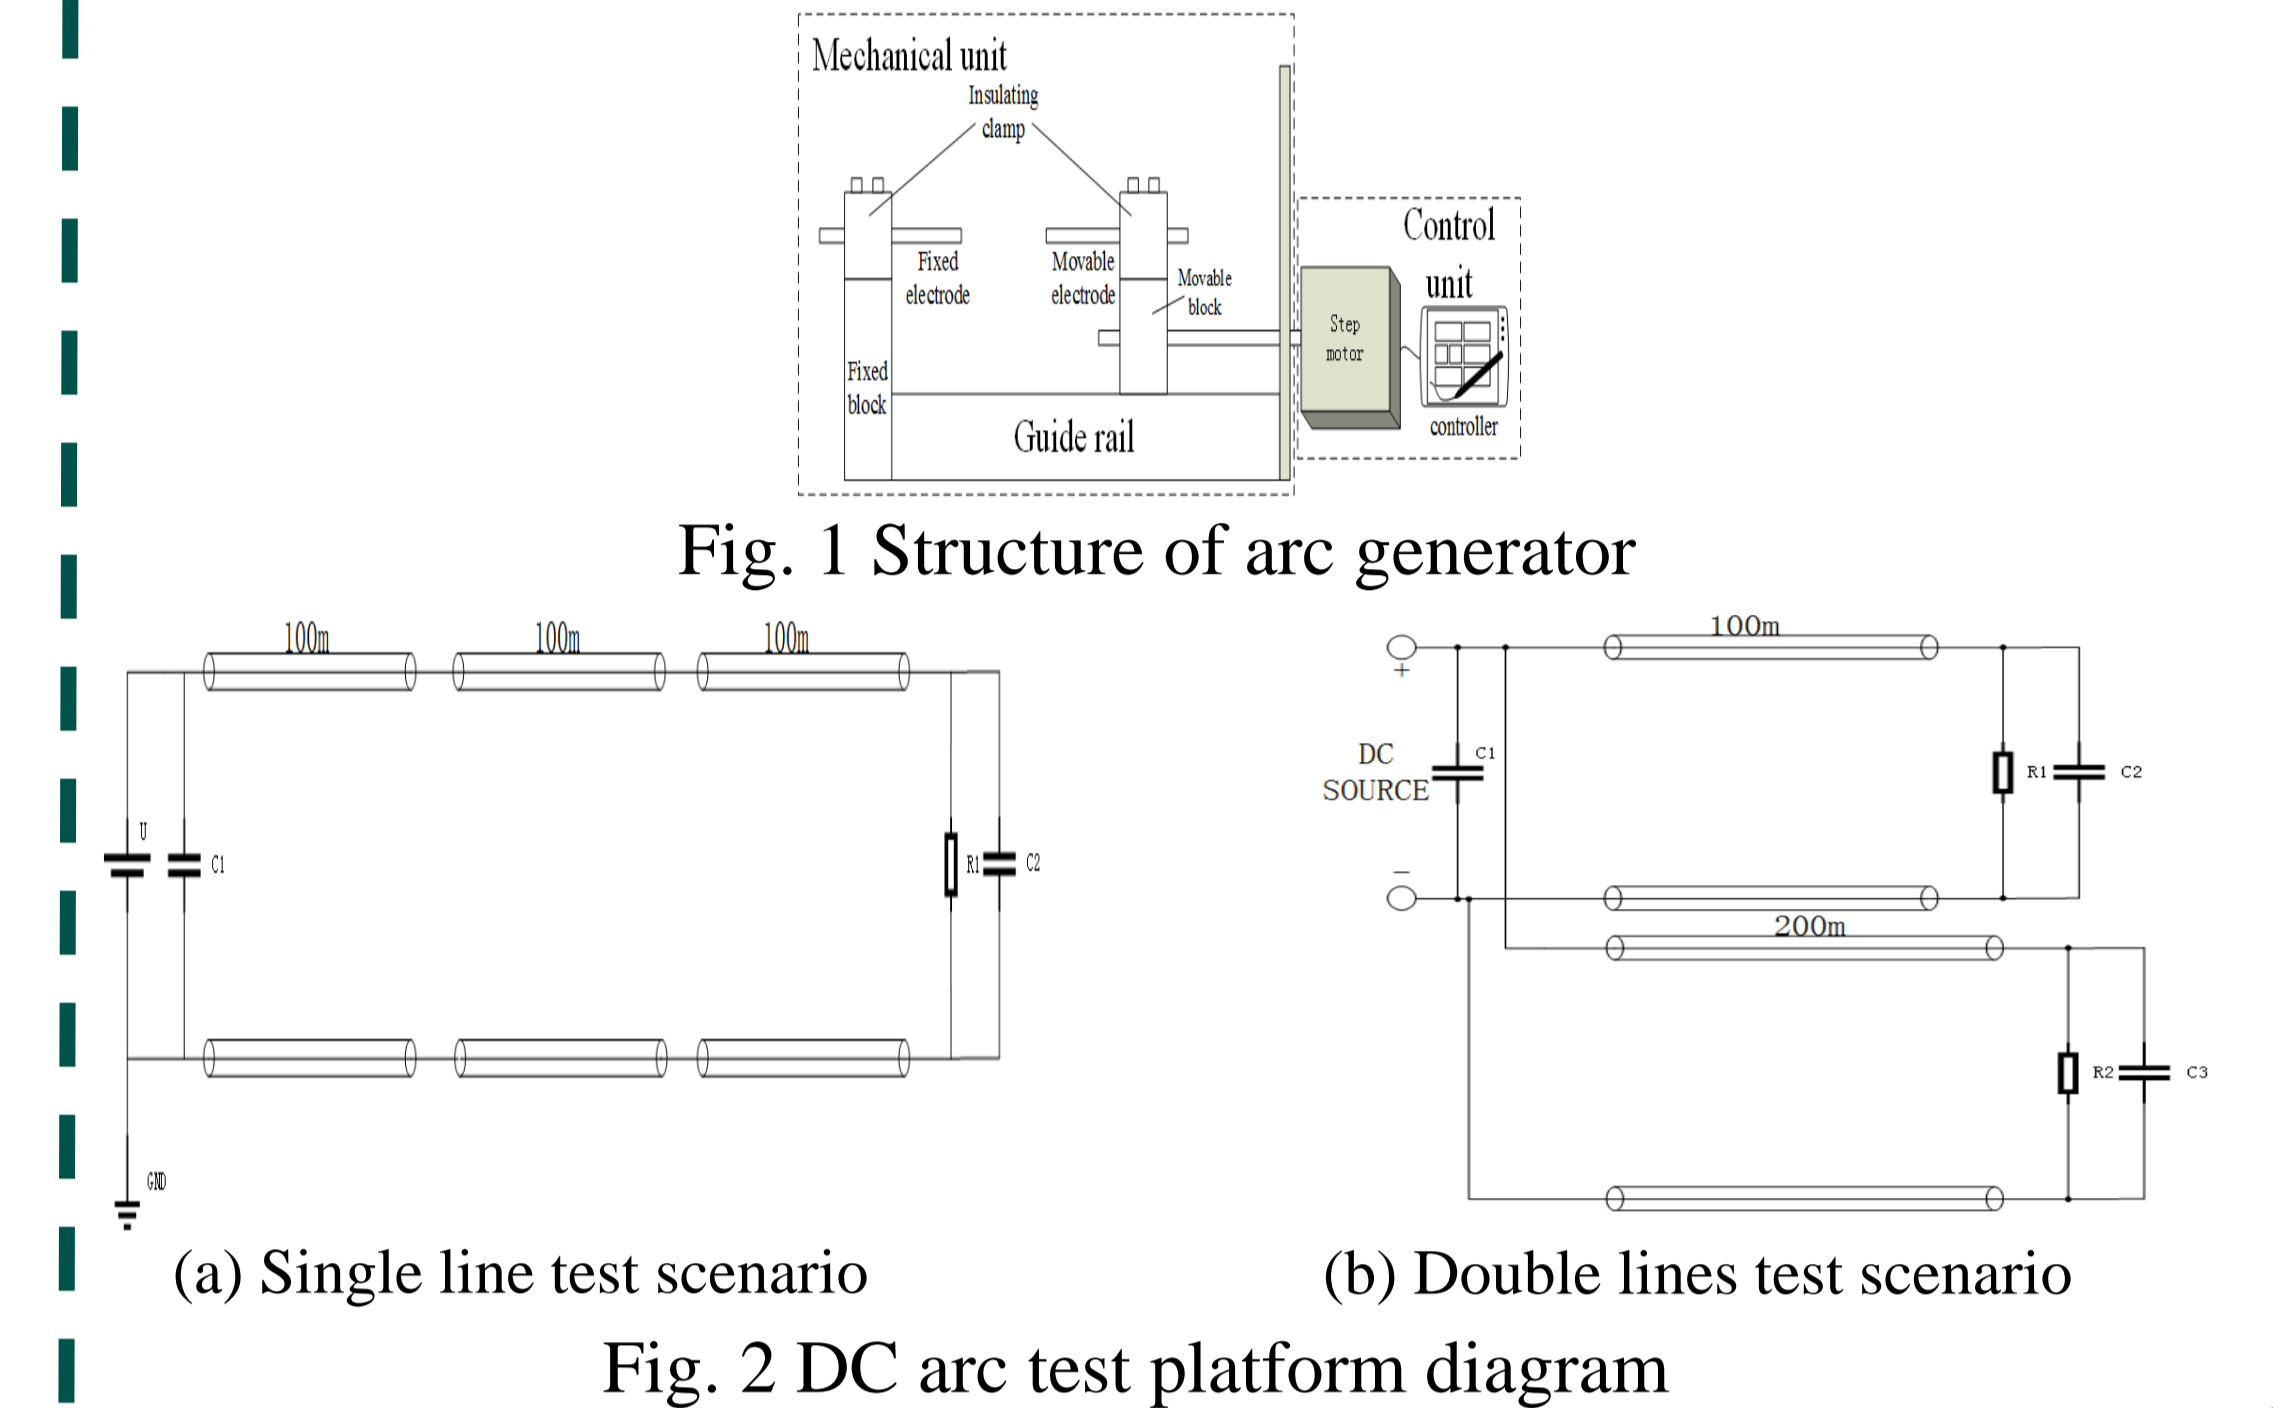 Mechanical unit
Insulating
clamp
Fixed
electrode
Movable
electrode
Movable
block
Fixed
block
Guide rail
Control
unit
Step
motor
controller
Fig. 1 Structure of arc generator
100m
100m
100m
U
C1
R1
C2
GND
(a) Single line test scenario
100m
+
DC
SOURCE
C1
R1
C2
−
200m
R2
C3
(b) Double lines test scenario
Fig. 2 DC arc test platform diagram